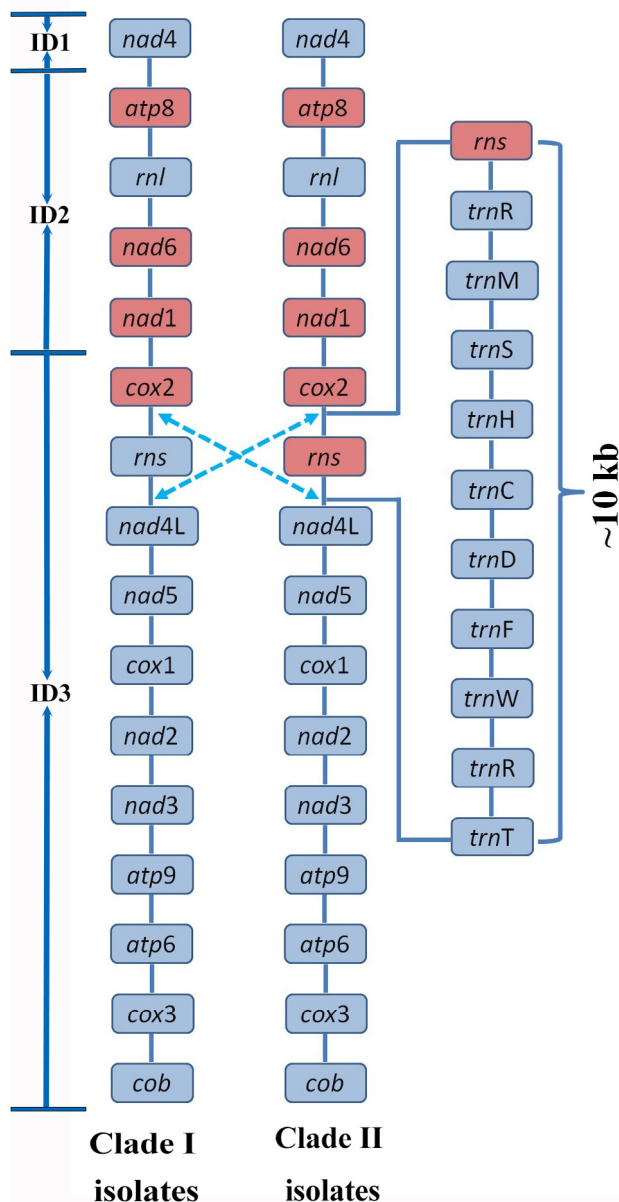 ID1
ID2
ID3
nad4
atp8
rnl
nad6
nad1
cox2
rns
nad4L
nad5
cox1
nad2
nad3
atp9
atp6
cox3
cob
Clade I
isolates
nad4
atp8
rnl
nad6
nad1
cox2
rns
nad4L
nad5
cox1
nad2
nad3
atp9
atp6
cox3
cob
Clade II
isolates
rns
trnR
trnM
trnS
trnH
trnC
trnD
trnF
trnW
trnR
trnT
~10 kb